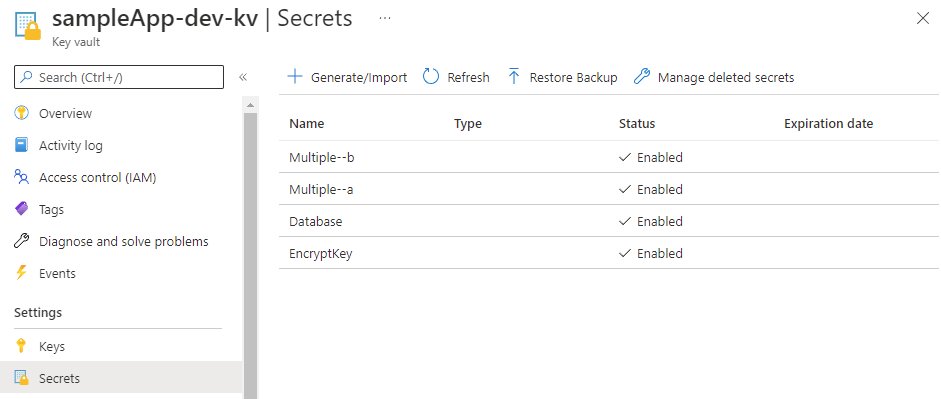 sampleApp-dev-kv | Secrets ...
Key vault
Search (Ctrl+/)
«
Overview
Activity log
Access control (IAM)
Tags
Diagnose and solve problems
Events
Settings
Keys
Secrets
Generate/Import Refresh Restore Backup Manage deleted secrets
Name Type Status Expiration date
Multiple--b Enabled
Multiple--a Enabled
Database Enabled
EncryptKey Enabled